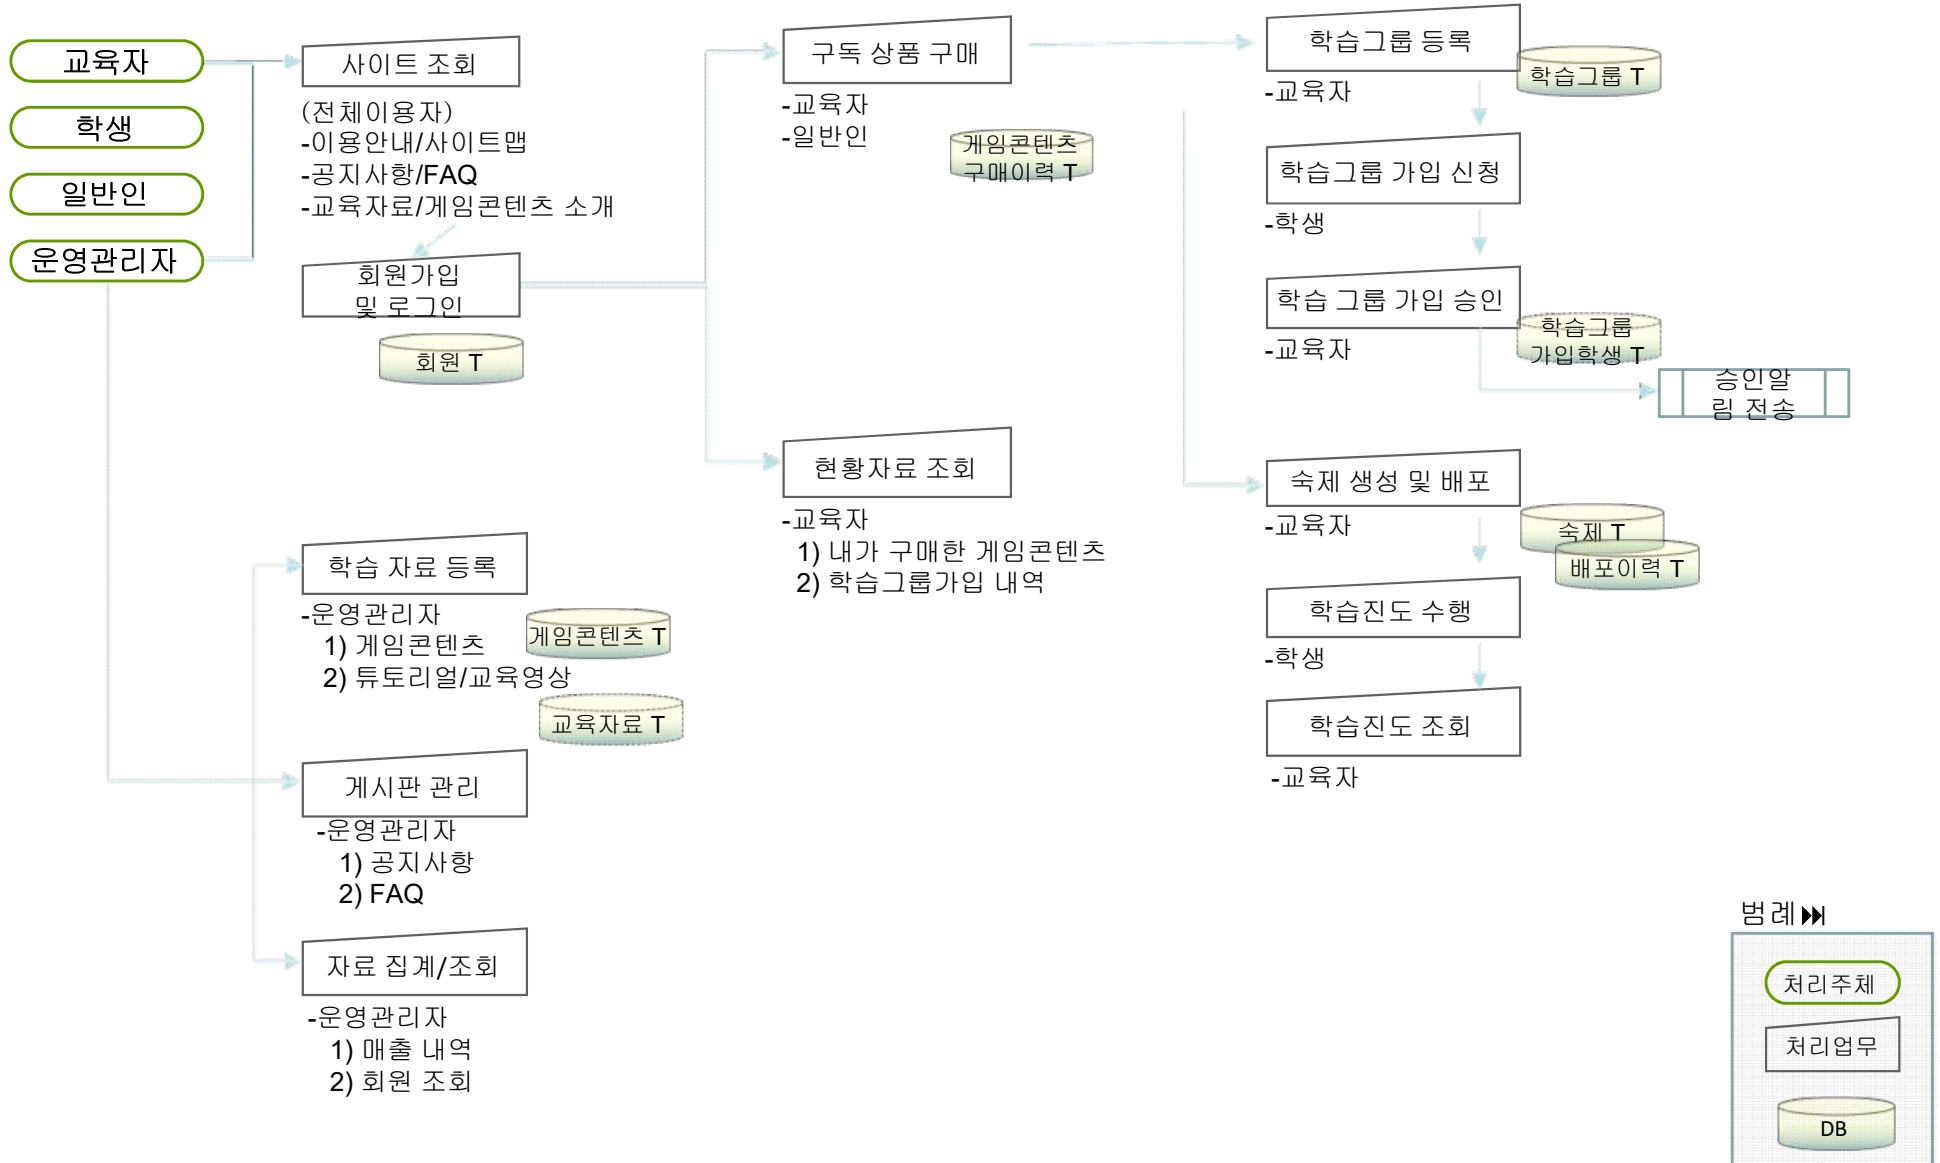 교육자
학생
일반인
운영관리자
사이트 조회
(전체이용자)
-이용안내/사이트맵
-공지사항/FAQ
-교육자료/게임콘텐츠 소개
회원가입
및 로그인
회원 T
학습 자료 등록
-운영관리자
1) 게임콘텐츠
2) 튜토리얼/교육영상
게임콘텐츠 T
교육자료 T
게시판 관리
-운영관리자
1) 공지사항
2) FAQ
자료 집계/조회
-운영관리자
1) 매출 내역
2) 회원 조회
구독 상품 구매
-교육자
-일반인
게임콘텐츠
구매이력 T
현황자료 조회
-교육자
1) 내가 구매한 게임콘텐츠
2) 학습그룹가입 내역
학습그룹 등록
-교육자
학습그룹 T
학습그룹 가입 신청
-학생
학습 그룹 가입 승인
-교육자
학습그룹
가입학생 T
승인알
림 전송
숙제 생성 및 배포
-교육자
숙제 T
배포이력 T
학습진도 수행
-학생
학습진도 조회
-교육자
범례
처리주체
처리업무
DB